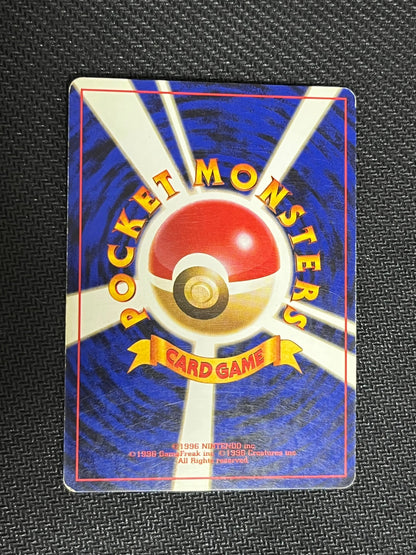 POCKET MONSTERS
CARD GAME
©1996 NINTENDO inc.
©1996 GameFreak inc. ©1996 Creatures inc.
All Rights reserved.